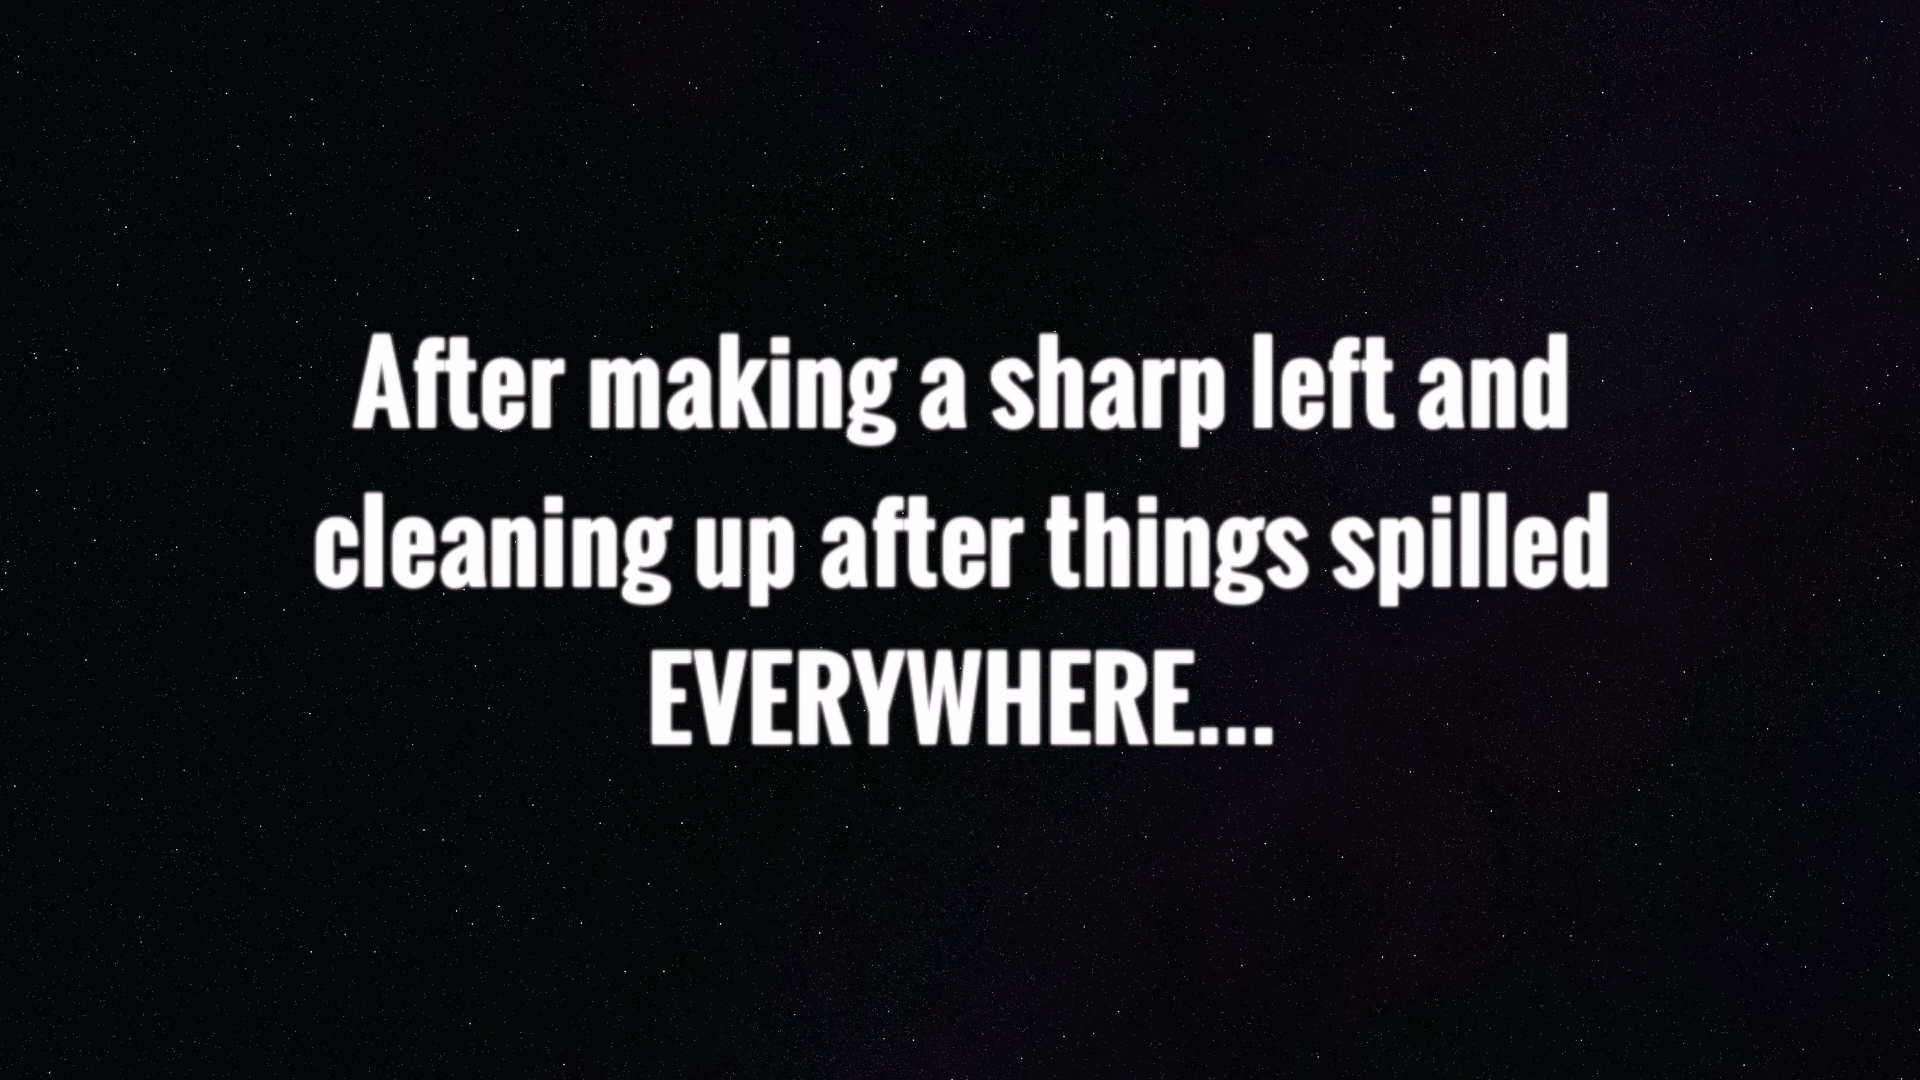 After making a sharp left and
cleaning up after things spilled
EVERYWHERE...